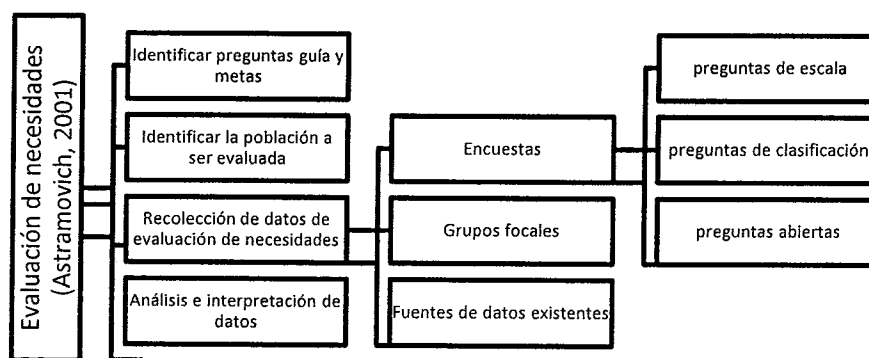 Evaluación de necesidades
(Astramovich, 2001)
Identificar preguntas guía y
metas
Identificar la población a
ser evaluada
Recolección de datos de
evaluación de necesidades
Análisis e interpretación de
datos
Encuestas
Grupos focales
Fuentes de datos existentes
preguntas de escala
preguntas de clasificación
preguntas abiertas